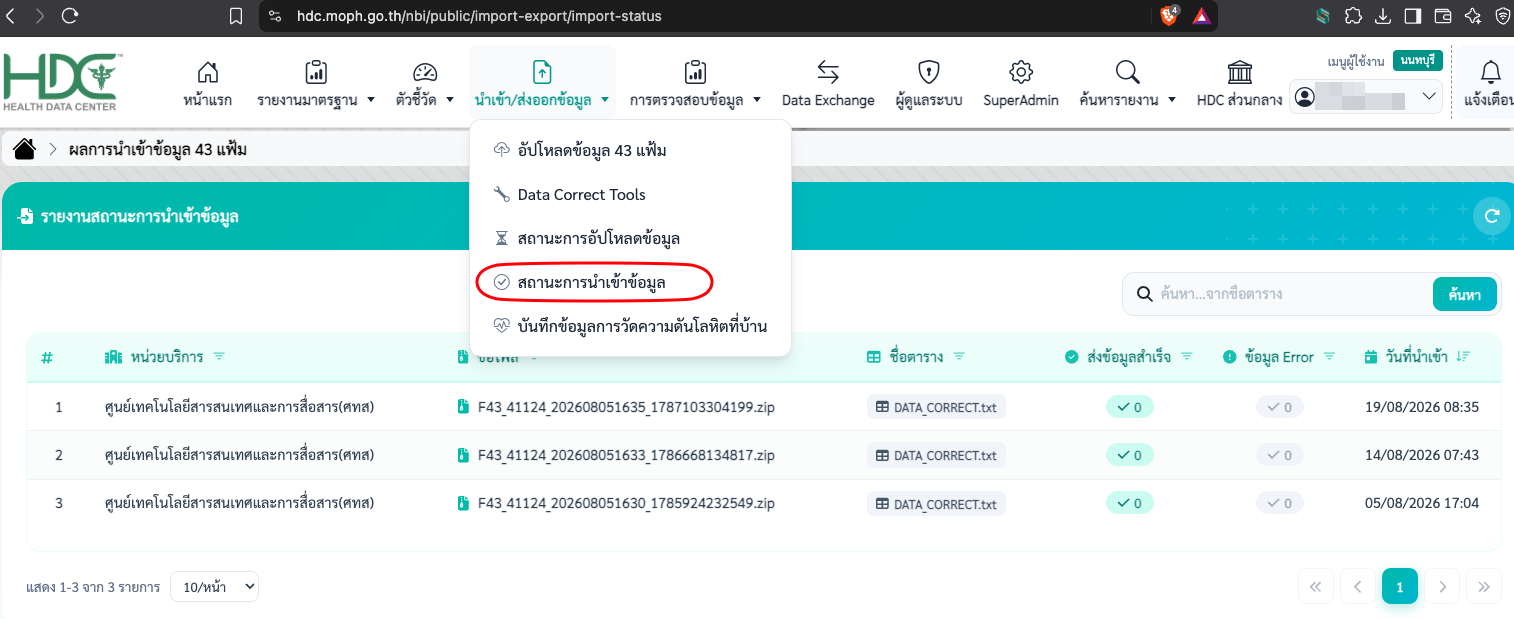 hdc.moph.go.th/nbi/public/import-export/import-status
4
HDC
HEALTH DATA CENTER
หน้าแรก
รายงานมาตรฐาน
ตัวชี้วัด
นำเข้า/ส่งออกข้อมูล
การตรวจสอบข้อมูล
Data Exchange
ผู้ดูแลระบบ
SuperAdmin
ค้นหารายงาน
HDC ส่วนกลาง
เมนูผู้ใช้งาน นนทบุรี
แจ้งเตือน
ผลการนำเข้าข้อมูล 43 แฟ้ม
อัปโหลดข้อมูล 43 แฟ้ม
Data Correct Tools
สถานะการอัปโหลดข้อมูล
สถานะการนำเข้าข้อมูล
บันทึกข้อมูลการวัดความดันโลหิตที่บ้าน
รายงานสถานะการนำเข้าข้อมูล
ค้นหา...จากชื่อตาราง ค้นหา
# หน่วยบริการ ชื่อไฟล์ ชื่อตาราง ส่งข้อมูลสำเร็จ ข้อมูล Error วันที่นำเข้า
1 ศูนย์เทคโนโลยีสารสนเทศและการสื่อสาร(ศทส) F43_41124_202608051635_1787103304199.zip DATA_CORRECT.txt 0 0 19/08/2026 08:35
2 ศูนย์เทคโนโลยีสารสนเทศและการสื่อสาร(ศทส) F43_41124_202608051633_1786668134817.zip DATA_CORRECT.txt 0 0 14/08/2026 07:43
3 ศูนย์เทคโนโลยีสารสนเทศและการสื่อสาร(ศทส) F43_41124_202608051630_1785924232549.zip DATA_CORRECT.txt 0 0 05/08/2026 17:04
แสดง 1-3 จาก 3 รายการ 10/หน้า « ‹ 1 › »